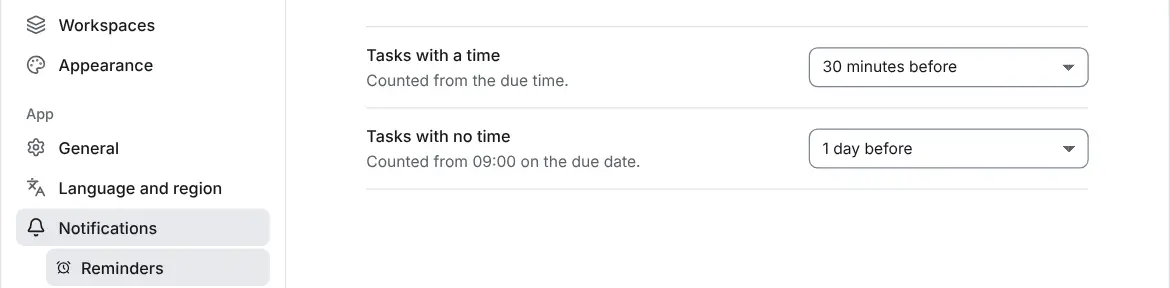 Workspaces
Appearance
App
General
Language and region
Notifications
Reminders
Tasks with a time
Counted from the due time.
30 minutes before
Tasks with no time
Counted from 09:00 on the due date.
1 day before